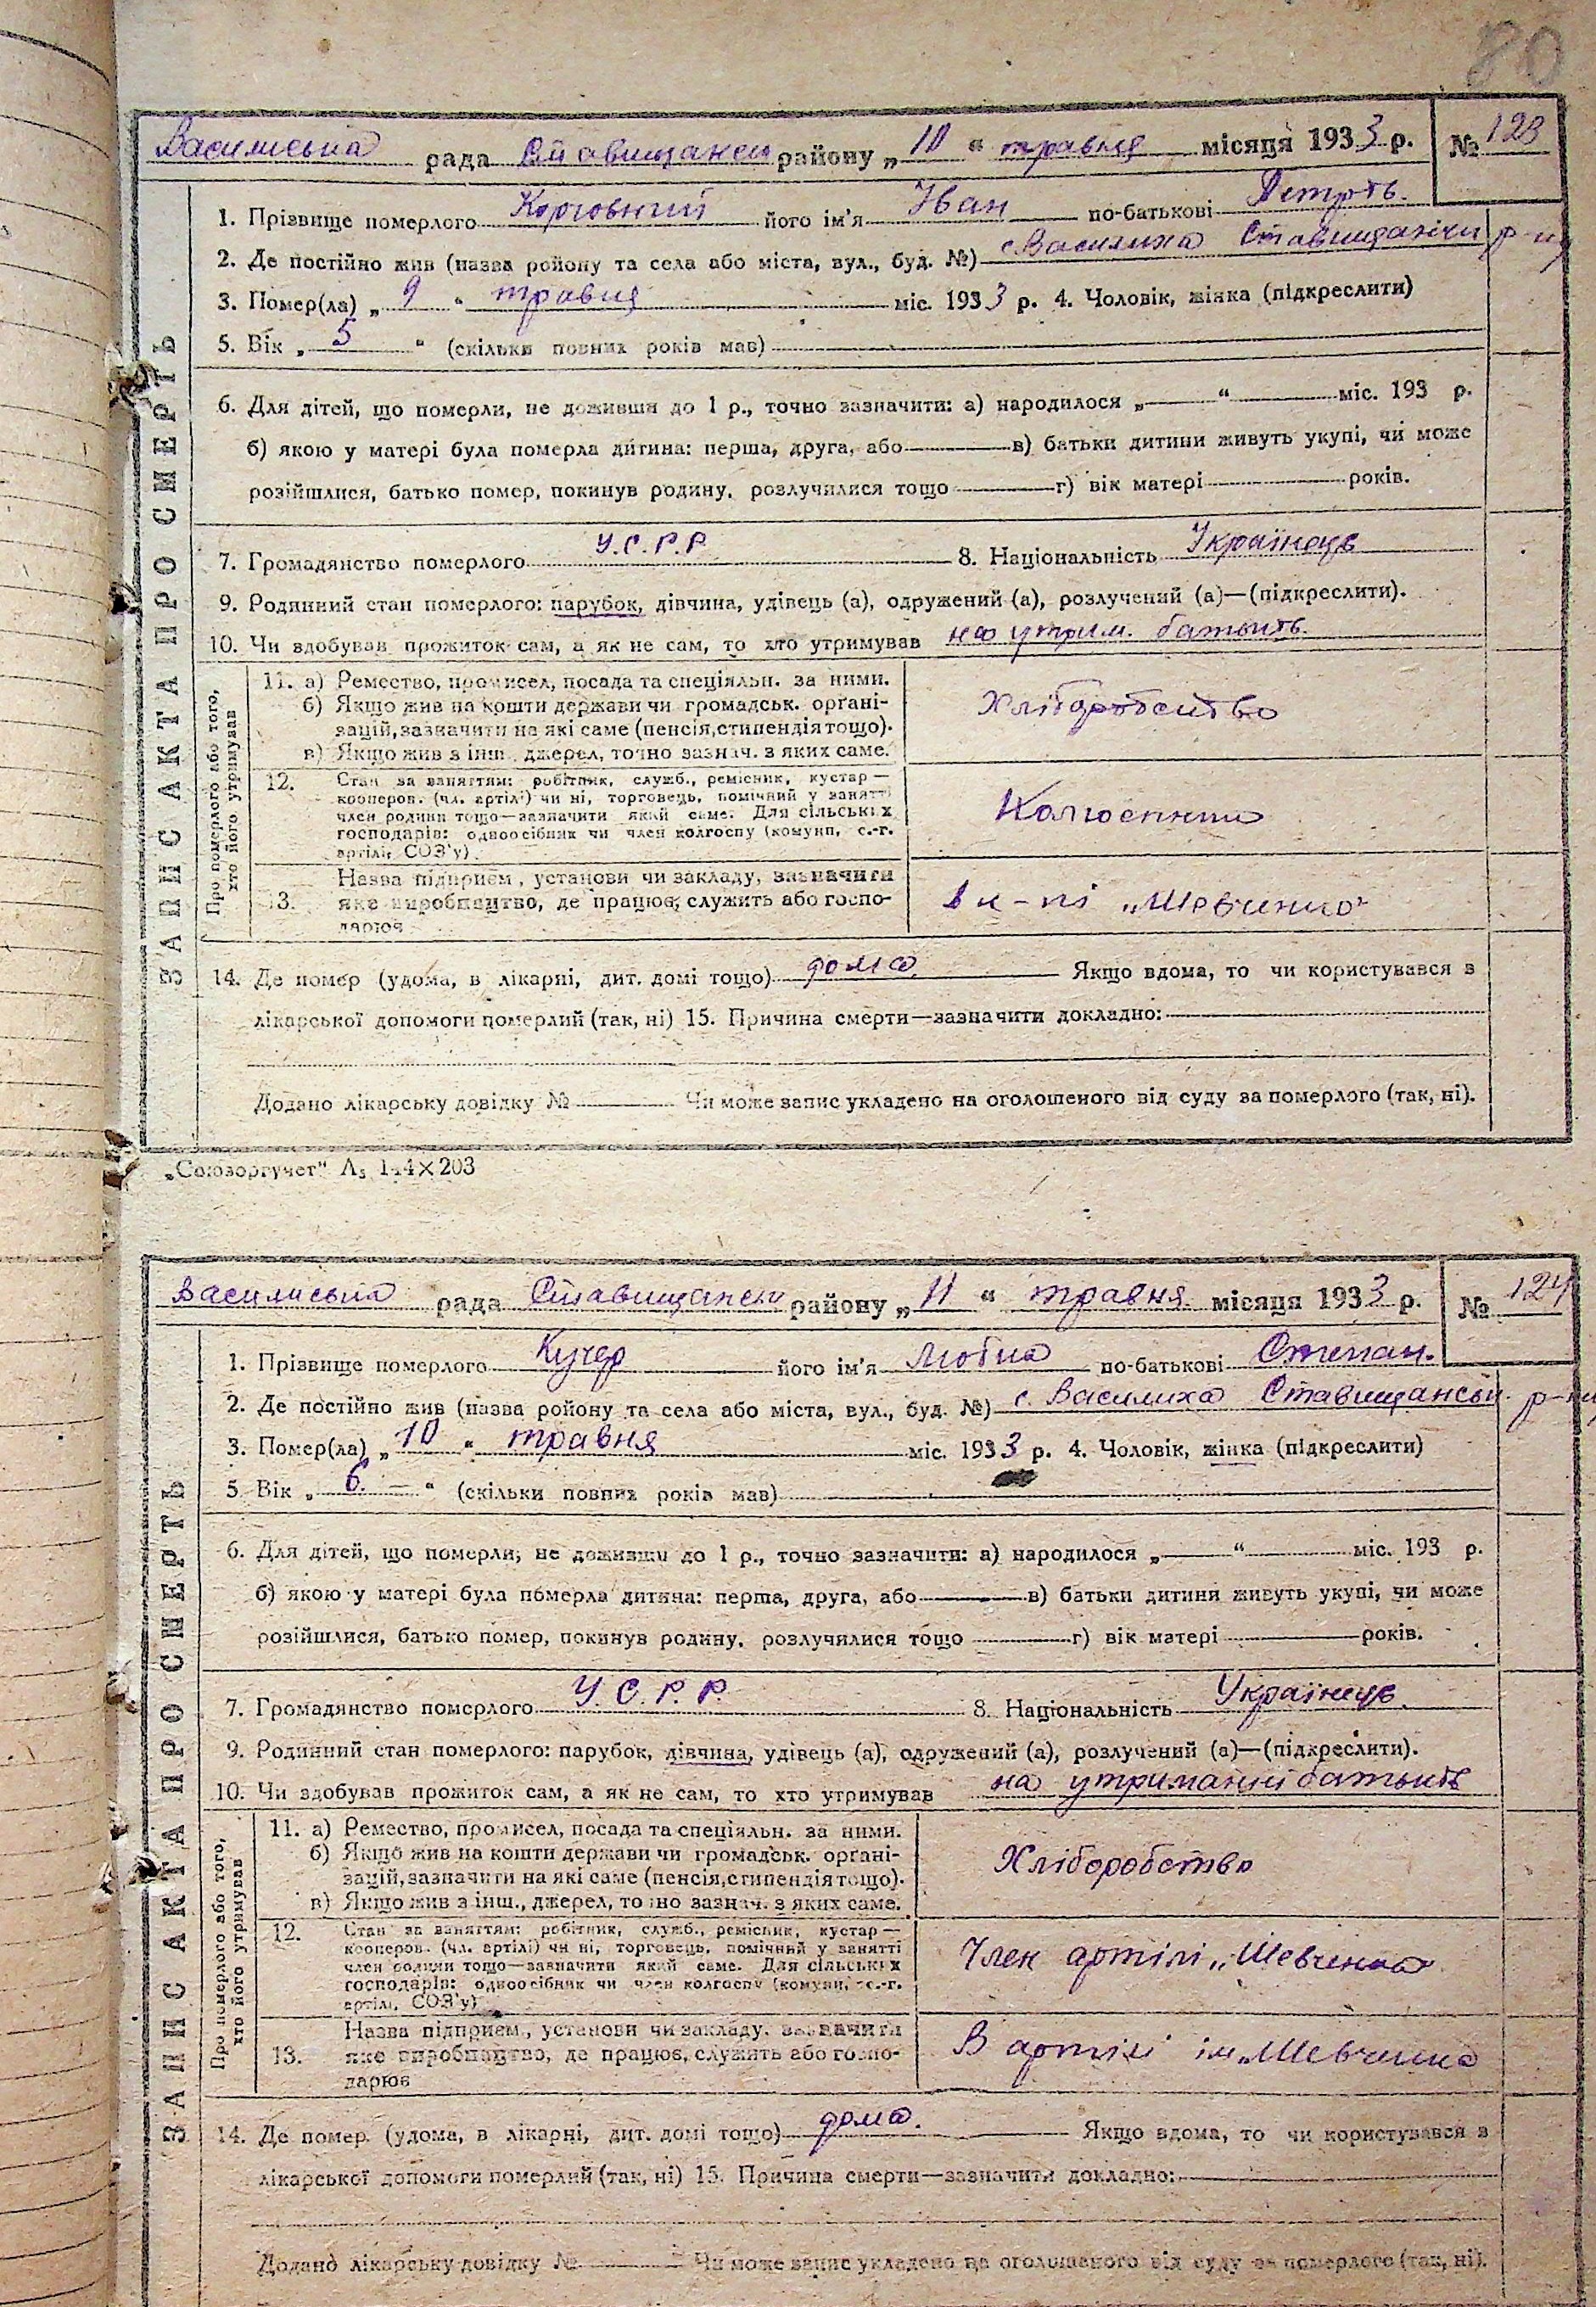 80
Василиська рада Ставищанськ району „10“ травня місяця 1933 р. № 123
1. Прізвище померлого Корговний його ім'я Іван по-батькові Петров.
2. Де постійно жив (назва ройону та села або міста, вул., буд. №) с. Василиха Ставищанськ р-ну
3. Помер(ла) „9“ травня міс. 1933 р. 4. Чоловік, жінка (підкреслити)
5. Вік „5“ (скільки повних років мав)
6. Для дітей, що померли, не доживши до 1 р., точно зазначити: а) народилося „—“ міс. 193 р.
б) якою у матері була померла дитина: перша, друга, або — в) батьки дитини живуть укупі, чи може
розійшлися, батько помер, покинув родину, розлучилися тощо — г) вік матері — років.
7. Громадянство померлого У.С.Р.Р. 8. Національність Українець
9. Родинний стан померлого: парубок, дівчина, удівець (а), одружений (а), розлучений (а)—(підкреслити).
10. Чи здобував прожиток сам, а як не сам, то хто утримував на утрим. батьків.
ЗАПИС АКТА ПРО СМЕРТЬ
Про померлого або того, хто його утримував
11. а) Ремество, промисел, посада та спеціяльн. за ними.
б) Якщо жив на кошти держави чи громадськ. орґані-
зацій, зазначити на які саме (пенсія, стипендія тощо).
в) Якщо жив з інш. джерел, точно зазнач. з яких саме.
Хліборобство
12. Стан за заняттям: робітник, служб., ремісник, кустар—
кооперов. (чл. артілі) чи ні, торговець, помічний у занятті
член родини тощо—зазначити який саме. Для сільських
господарів: одноосібник чи член колгоспу (комуни, с.-г.
артілі, СОЗ'у)
Колгоспник
13. Назва підприєм., установи чи закладу, зазначити
яке виробництво, де працює, служить або госпо-
дарює
В к-пі „Шевченко“
14. Де помер (удома, в лікарні, дит. домі тощо) дома Якщо вдома, то чи користувався з
лікарської допомоги померлий (так, ні) 15. Причина смерти—зазначити докладно:
Додано лікарську довідку № — Чи може запис укладено на оголошеного від суду за померлого (так, ні).
„Союзоргучет“ А5 144×203
Василиська рада Ставищанськ району „11“ травня місяця 1933 р. № 124
1. Прізвище померлого Кучер його ім'я Любка по-батькові Степан.
2. Де постійно жив (назва ройону та села або міста, вул., буд. №) с. Василиха Ставищанськ. р-ну
3. Помер(ла) „10“ травня міс. 1933 р. 4. Чоловік, жінка (підкреслити)
5. Вік „6.—“ (скільки повних років мав)
6. Для дітей, що померли, не доживши до 1 р., точно зазначити: а) народилося „—“ міс. 193 р.
б) якою у матері була померла дитина: перша, друга, або — в) батьки дитини живуть укупі, чи може
розійшлися, батько помер, покинув родину, розлучилися тощо — г) вік матері — років.
7. Громадянство померлого У.С.Р.Р. 8. Національність Українець.
9. Родинний стан померлого: парубок, дівчина, удівець (а), одружений (а), розлучений (а)—(підкреслити).
10. Чи здобував прожиток сам, а як не сам, то хто утримував на утриманні батьків
ЗАПИС АКТА ПРО СМЕРТЬ
Про померлого або того, хто його утримував
11. а) Ремество, промисел, посада та спеціяльн. за ними.
б) Якщо жив на кошти держави чи громадськ. орґані-
зацій, зазначити на які саме (пенсія, стипендія тощо).
в) Якщо жив з інш., джерел, точно зазнач. з яких саме.
Хліборобство
12. Стан за заняттям: робітник, служб., ремісник, кустар—
кооперов. (чл. артілі) чи ні, торговець, помічний у занятті
член родини тощо—зазначити який саме. Для сільських
господарів: одноосібник чи член колгоспу (комуни, с.-г.
артілі, СОЗ'у)
Член артілі „Шевченка
13. Назва підприєм., установи чи закладу, зазначити
яке виробництво, де працює, служить або госпо-
дарює
В артілі ім. „Шевченка
14. Де помер (удома, в лікарні, дит. домі тощо) дома. Якщо вдома, то чи користувався з
лікарської допомоги померлий (так, ні) 15. Причина смерти—зазначити докладно:
Додано лікарську довідку № — Чи може запис укладено на оголошеного від суду за померлого (так, ні).